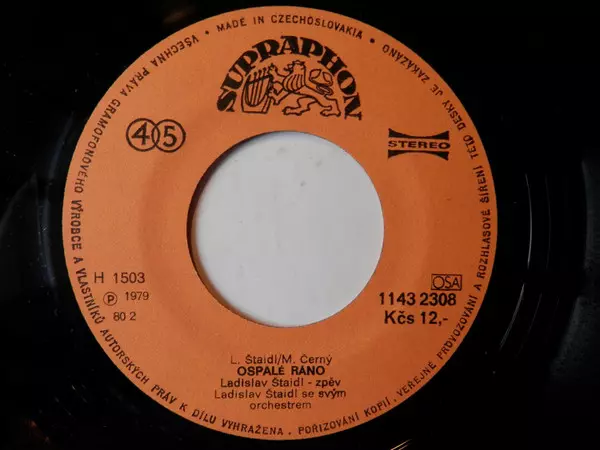 MADE IN CZECHOSLOVAKIA
VŠECHNA PRÁVA GRAMOFONOVÉHO VÝROBCE A VLASTNÍKŮ AUTORSKÝCH PRÁV K DÍLU VYHRAŽENA. POŘIZOVÁNÍ KOPIÍ, VEŘEJNÉ PROVOZOVÁNÍ A ROZHLASOVÉ ŠÍŘENÍ TÉTO DESKY JE ZAKÁZÁNO
SUPRAPHON
45
STEREO
H 1503
℗ 1979
80 2
OSA
1143 2308
Kčs 12,-
L. Štaidl/M. Černý
OSPALÉ RÁNO
Ladislav Štaidl - zpěv
Ladislav Štaidl se svým
orchestrem